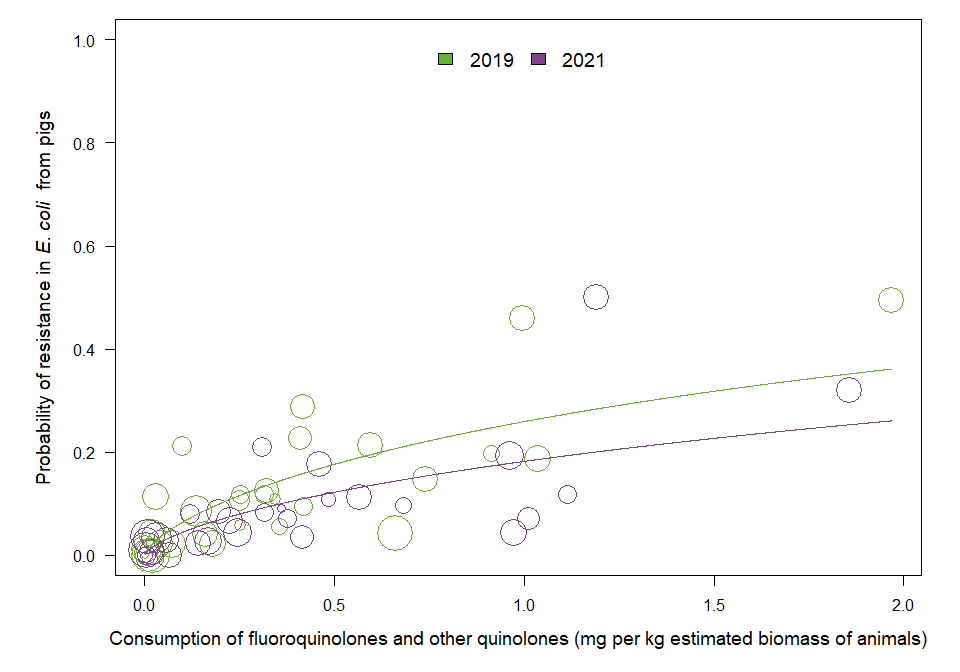 Probability of resistance in E. coli from pigs
1.0
0.8
0.6
0.4
0.2
0.0
2019 2021
0.0 0.5 1.0 1.5 2.0
Consumption of fluoroquinolones and other quinolones (mg per kg estimated biomass of animals)